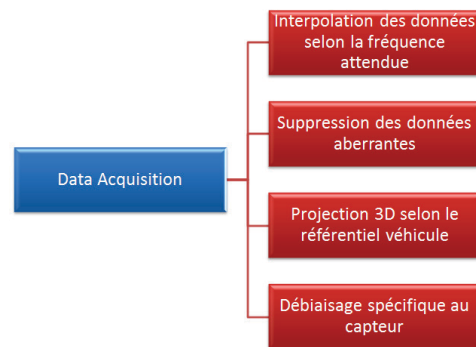 Interpolation des données
selon la fréquence
attendue
Suppression des données
aberrantes
Data Acquisition
Projection 3D selon le
référentiel véhicule
Débiaisage spécifique au
capteur